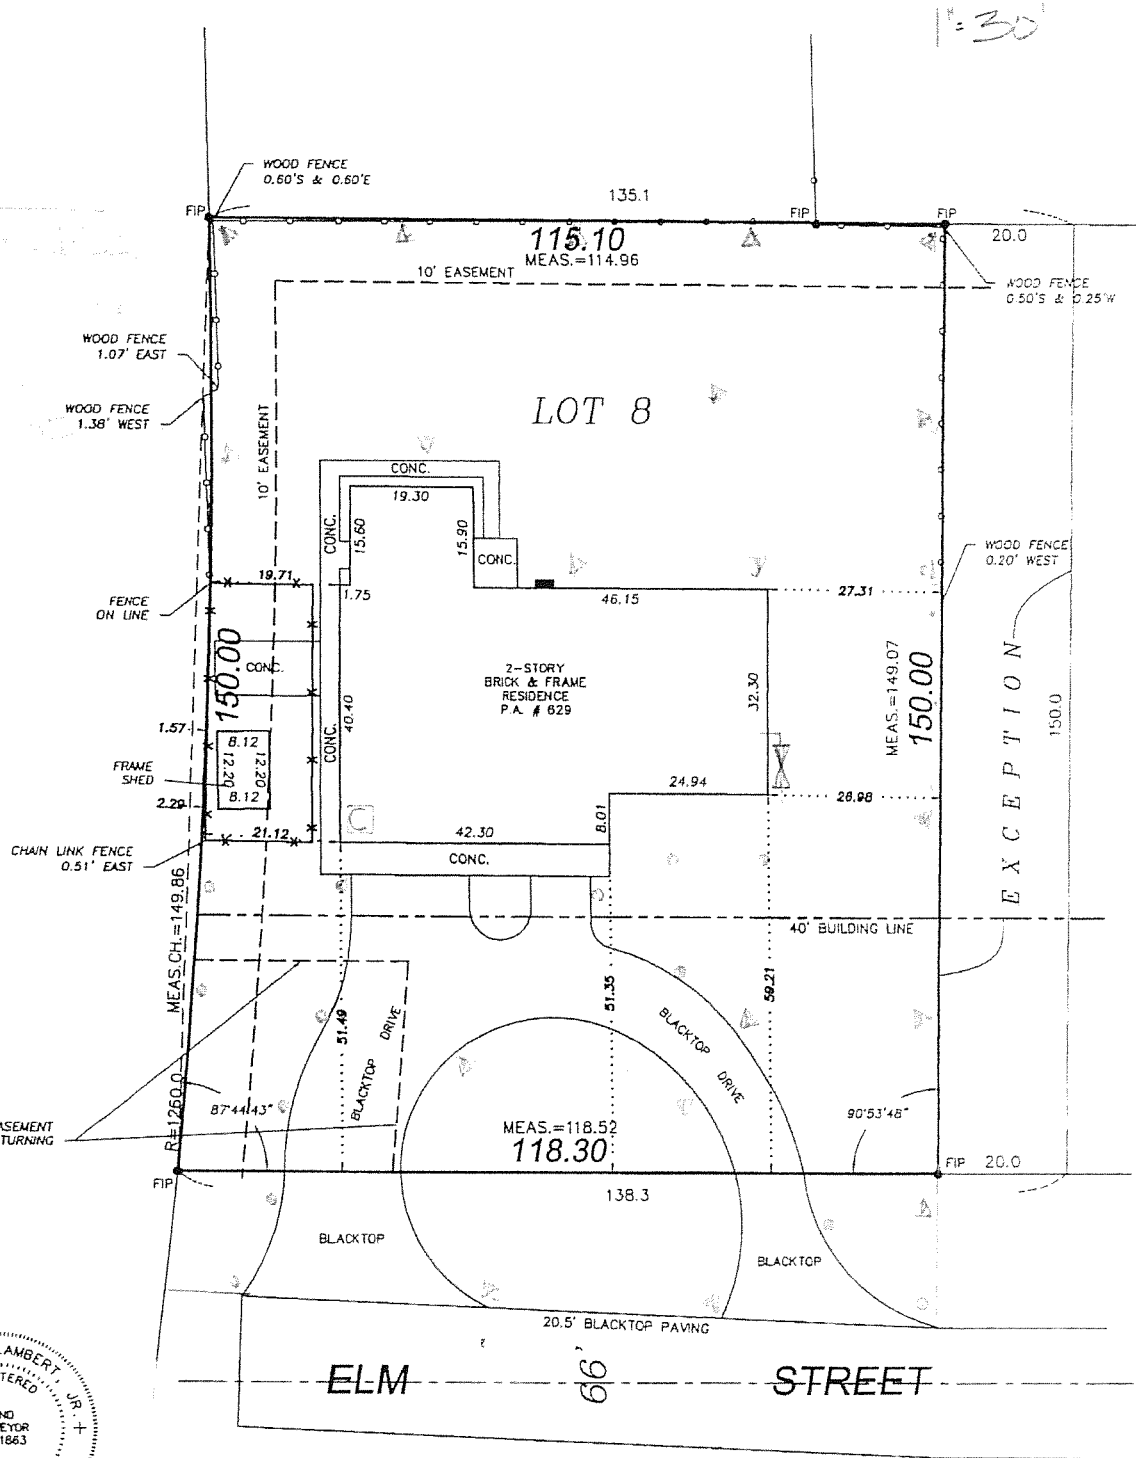 1"=30'
WOOD FENCE
0.60'S & 0.60'E
135.1
FIP
FIP
FIP
115.10
MEAS.=114.96
20.0
10' EASEMENT
WOOD FENCE
0.50'S & 0.25'W
WOOD FENCE
1.07' EAST
WOOD FENCE
1.38' WEST
LOT 8
10' EASEMENT
CONC.
19.30
CONC.
15.60
15.90
CONC.
WOOD FENCE
0.20' WEST
19.71
1.75
46.15
27.31
FENCE
ON LINE
150.00
CONC.
2-STORY
BRICK & FRAME
RESIDENCE
P.A. # 629
40.40
32.30
MEAS.=149.07
150.00
EXCEPTION
150.0
1.57
CONC.
8.12
12.20
12.20
8.12
FRAME
SHED
2.29
24.94
26.98
8.01
21.12
42.30
CONC.
CHAIN LINK FENCE
0.51' EAST
MEAS.CH.=149.86
R=1260.0
40' BUILDING LINE
51.49
51.35
59.21
BLACKTOP DRIVE
BLACKTOP DRIVE
87°44'43"
90°53'48"
ASEMENT
TURNING
MEAS.=118.52
118.30
FIP
FIP
20.0
138.3
BLACKTOP
BLACKTOP
20.5' BLACKTOP PAVING
ELM 66' STREET
LAMBERT, JR. +
TERED
ND
EYOR
1863